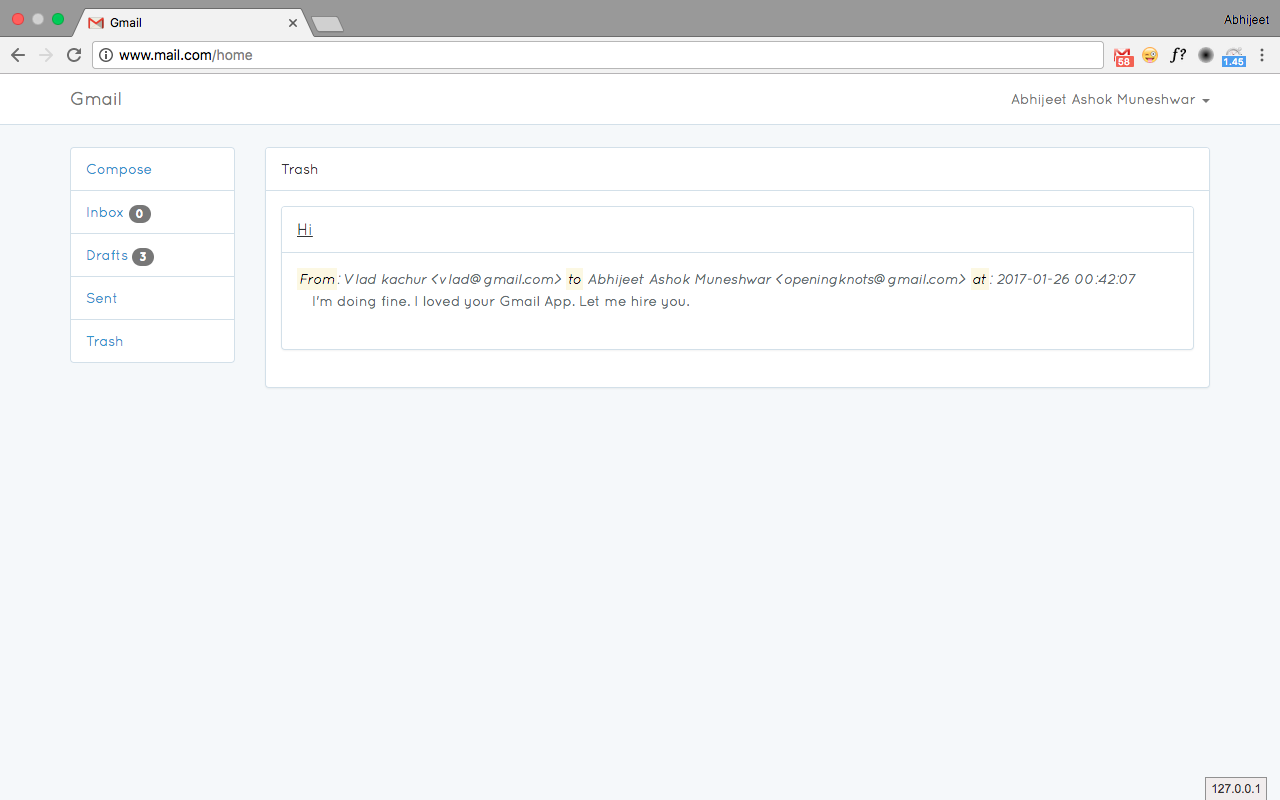 Gmail
Abhijeet
www.mail.com/home
58
f?
1.45
Gmail
Abhijeet Ashok Muneshwar
Compose
Inbox 0
Drafts 3
Sent
Trash
Trash
Hi
From: Vlad kachur <vlad@gmail.com> to Abhijeet Ashok Muneshwar <openingknots@gmail.com> at: 2017-01-26 00:42:07
I'm doing fine. I loved your Gmail App. Let me hire you.
127.0.0.1